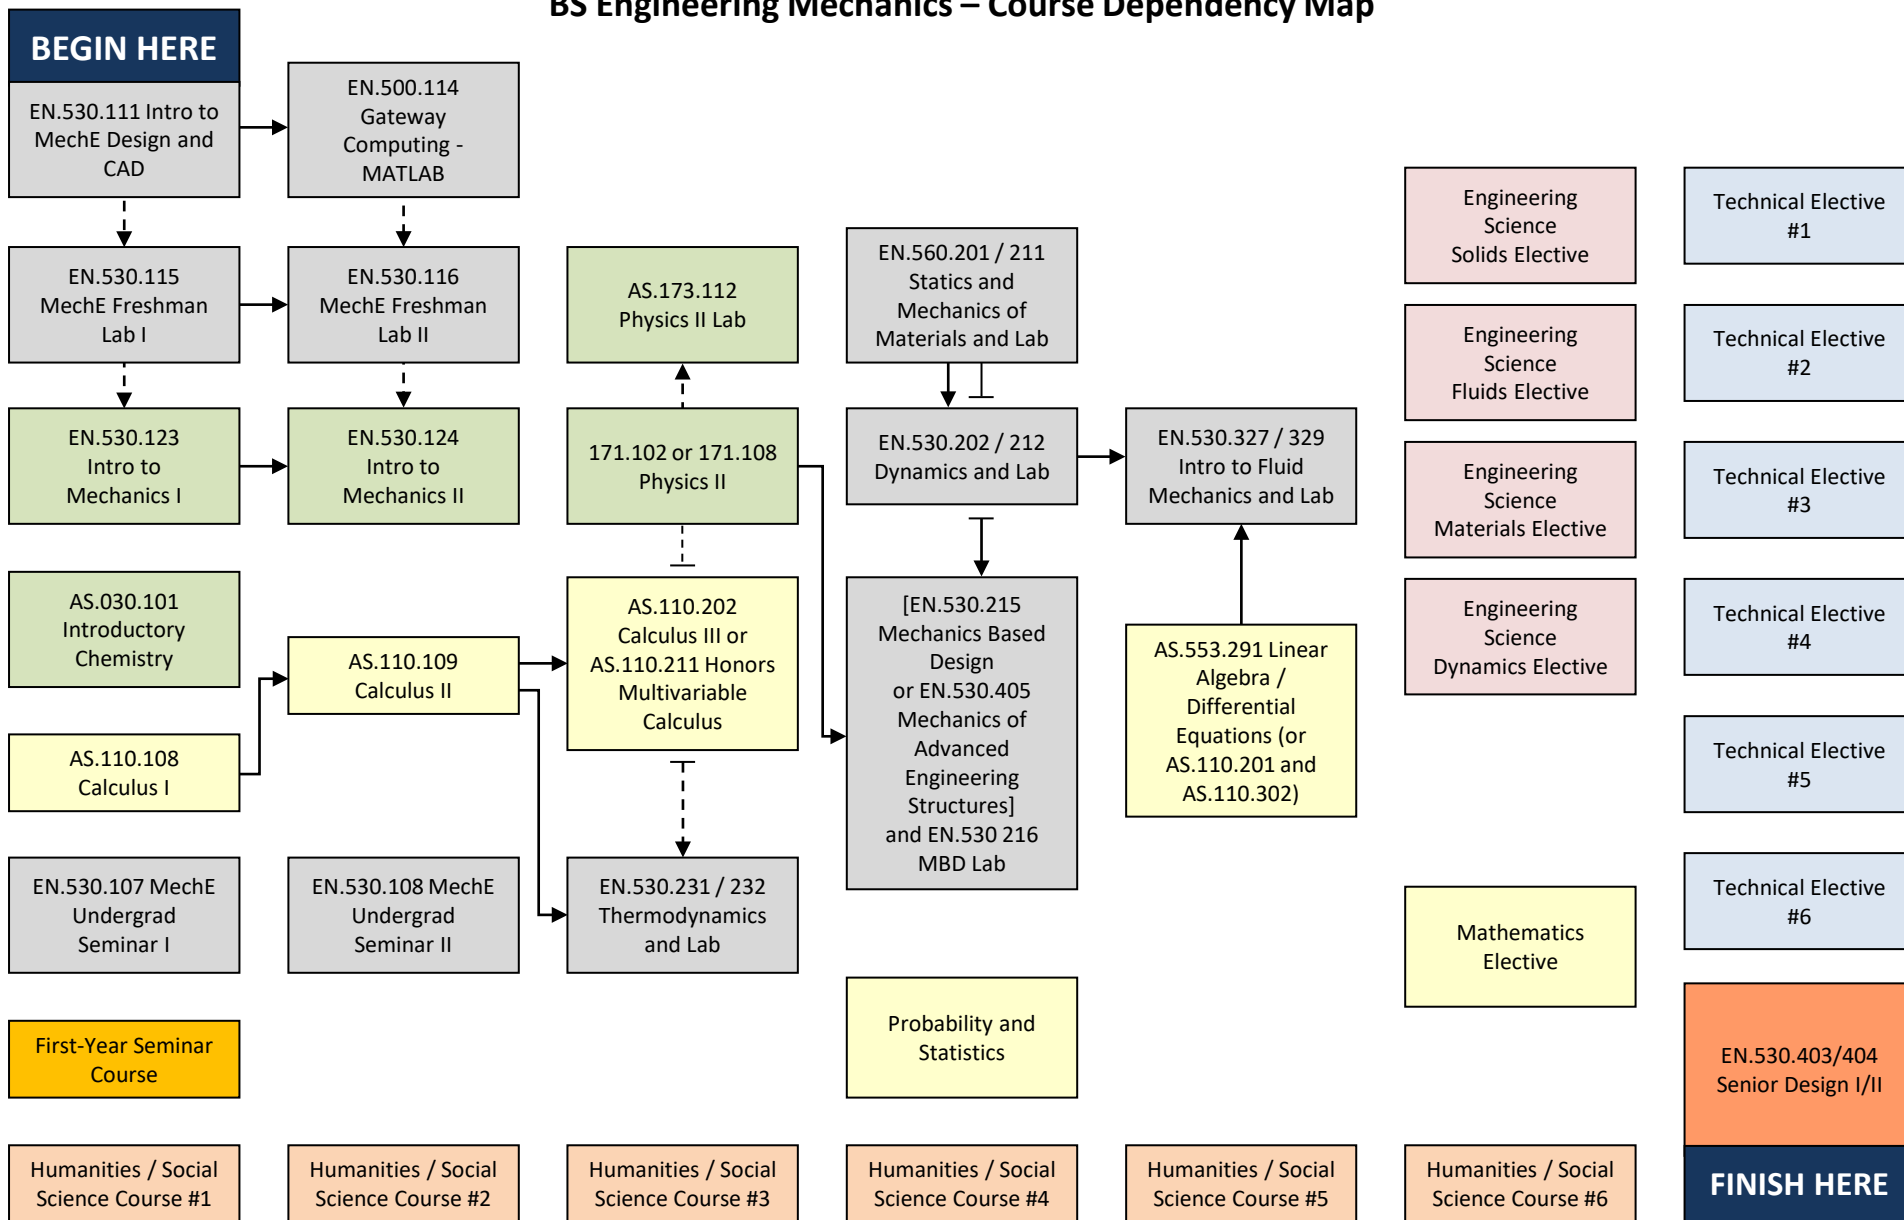 BS Engineering Mechanics – Course Dependency Map
BEGIN HERE
EN.530.111 Intro to
MechE Design and
CAD
EN.500.114
Gateway
Computing -
MATLAB
EN.530.115
MechE Freshman
Lab I
EN.530.116
MechE Freshman
Lab II
AS.173.112
Physics II Lab
EN.560.201 / 211
Statics and
Mechanics of
Materials and Lab
Engineering
Science
Solids Elective
Technical Elective
#1
EN.530.123
Intro to
Mechanics I
EN.530.124
Intro to
Mechanics II
171.102 or 171.108
Physics II
EN.530.202 / 212
Dynamics and Lab
EN.530.327 / 329
Intro to Fluid
Mechanics and Lab
Engineering
Science
Fluids Elective
Technical Elective
#2
Engineering
Science
Materials Elective
Technical Elective
#3
AS.030.101
Introductory
Chemistry
AS.110.108
Calculus I
AS.110.109
Calculus II
AS.110.202
Calculus III or
AS.110.211 Honors
Multivariable
Calculus
[EN.530.215
Mechanics Based
Design
or EN.530.405
Mechanics of
Advanced
Engineering
Structures]
and EN.530 216
MBD Lab
AS.553.291 Linear
Algebra /
Differential
Equations (or
AS.110.201 and
AS.110.302)
Engineering
Science
Dynamics Elective
Technical Elective
#4
Technical Elective
#5
EN.530.107 MechE
Undergrad
Seminar I
EN.530.108 MechE
Undergrad
Seminar II
EN.530.231 / 232
Thermodynamics
and Lab
Mathematics
Elective
Technical Elective
#6
First-Year Seminar
Course
Probability and
Statistics
EN.530.403/404
Senior Design I/II
Humanities / Social
Science Course #1
Humanities / Social
Science Course #2
Humanities / Social
Science Course #3
Humanities / Social
Science Course #4
Humanities / Social
Science Course #5
Humanities / Social
Science Course #6
FINISH HERE